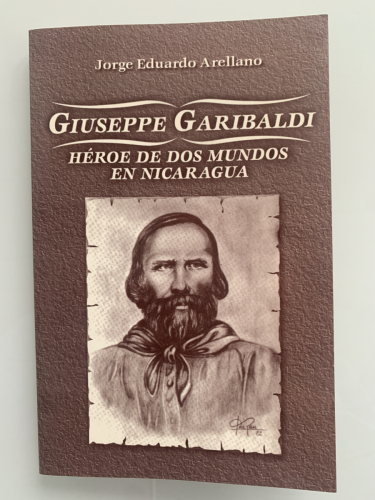 Jorge Eduardo Arellano
GIUSEPPE GARIBALDI
HÉROE DE DOS MUNDOS
EN NICARAGUA